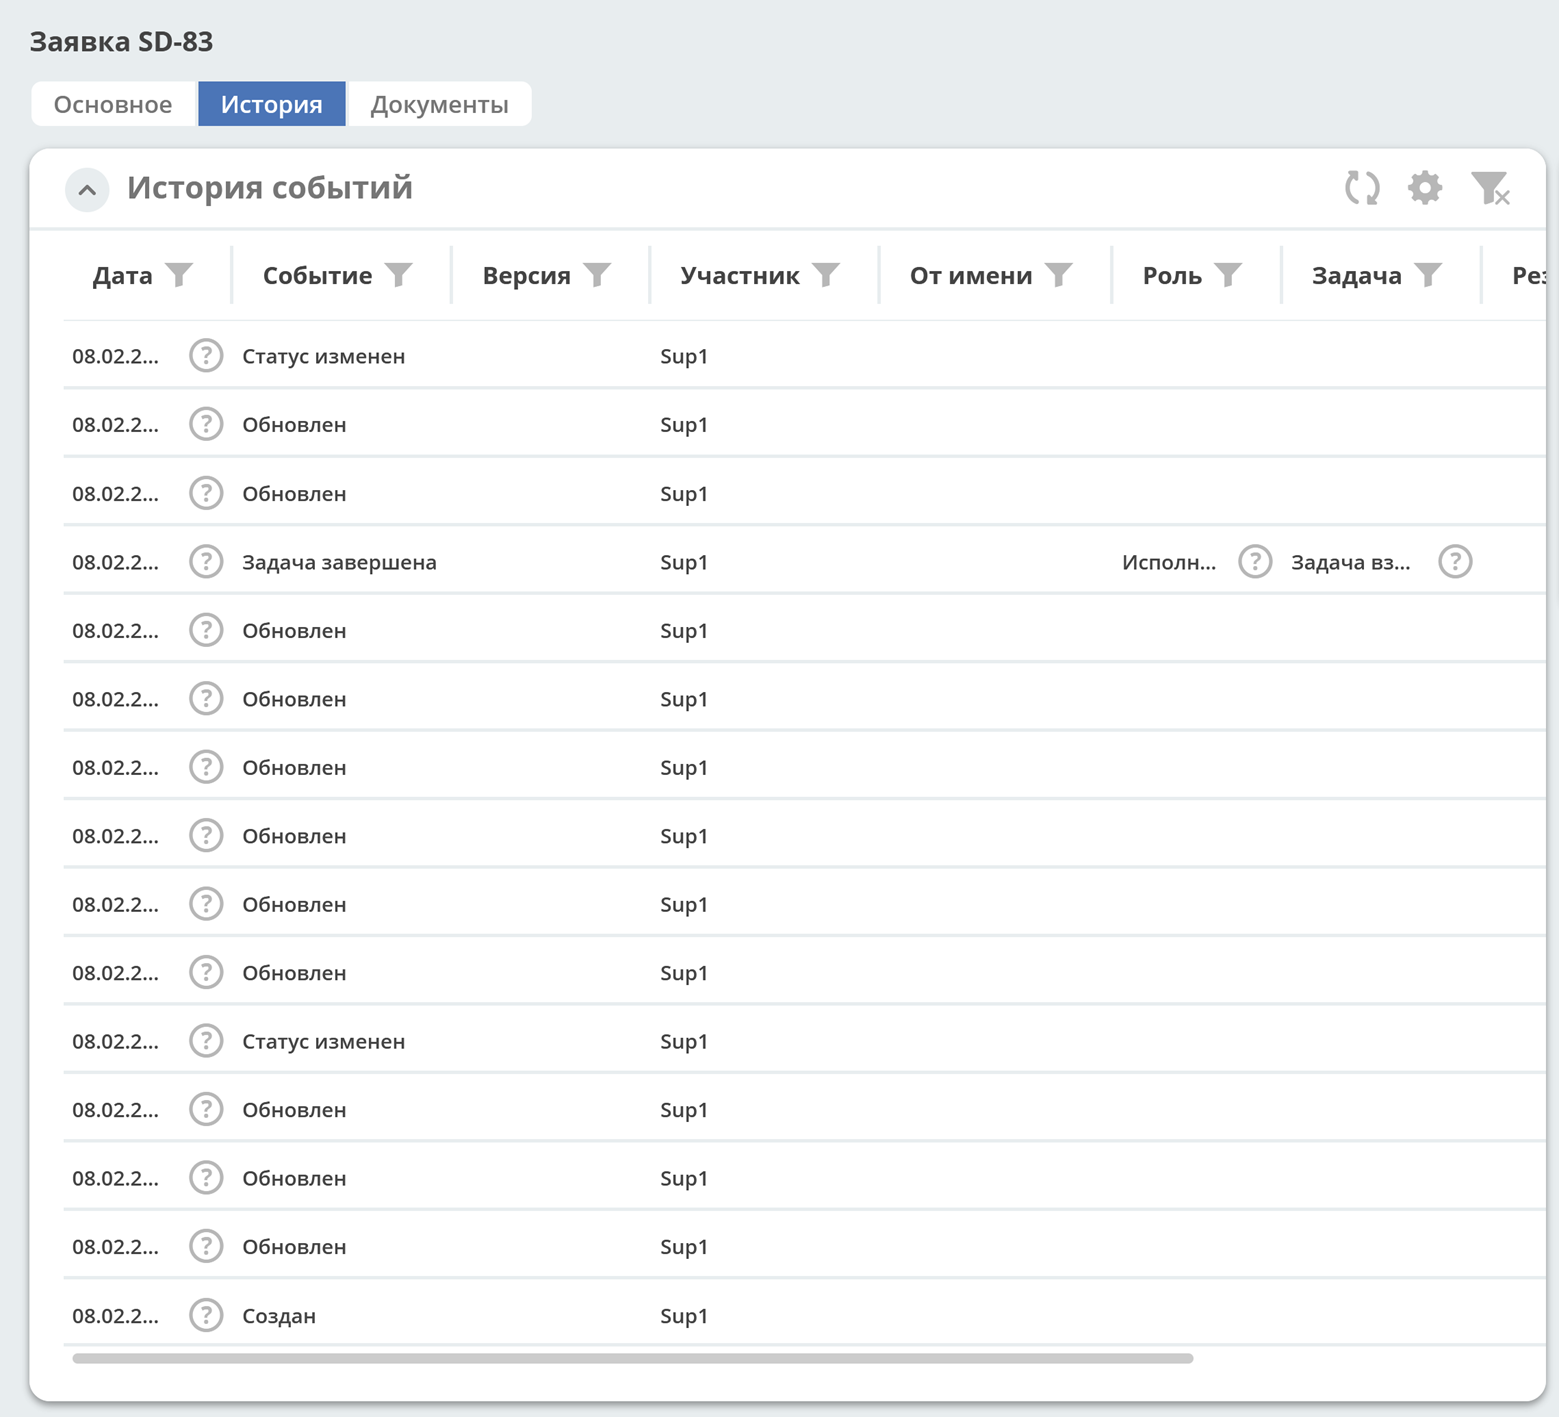 Заявка SD-83
Основное История Документы
История событий
Дата Событие Версия Участник От имени Роль Задача Рез
08.02.2... ? Статус изменен Sup1
08.02.2... ? Обновлен Sup1
08.02.2... ? Обновлен Sup1
08.02.2... ? Задача завершена Sup1 Исполн... ? Задача вз... ?
08.02.2... ? Обновлен Sup1
08.02.2... ? Обновлен Sup1
08.02.2... ? Обновлен Sup1
08.02.2... ? Обновлен Sup1
08.02.2... ? Обновлен Sup1
08.02.2... ? Обновлен Sup1
08.02.2... ? Статус изменен Sup1
08.02.2... ? Обновлен Sup1
08.02.2... ? Обновлен Sup1
08.02.2... ? Обновлен Sup1
08.02.2... ? Создан Sup1